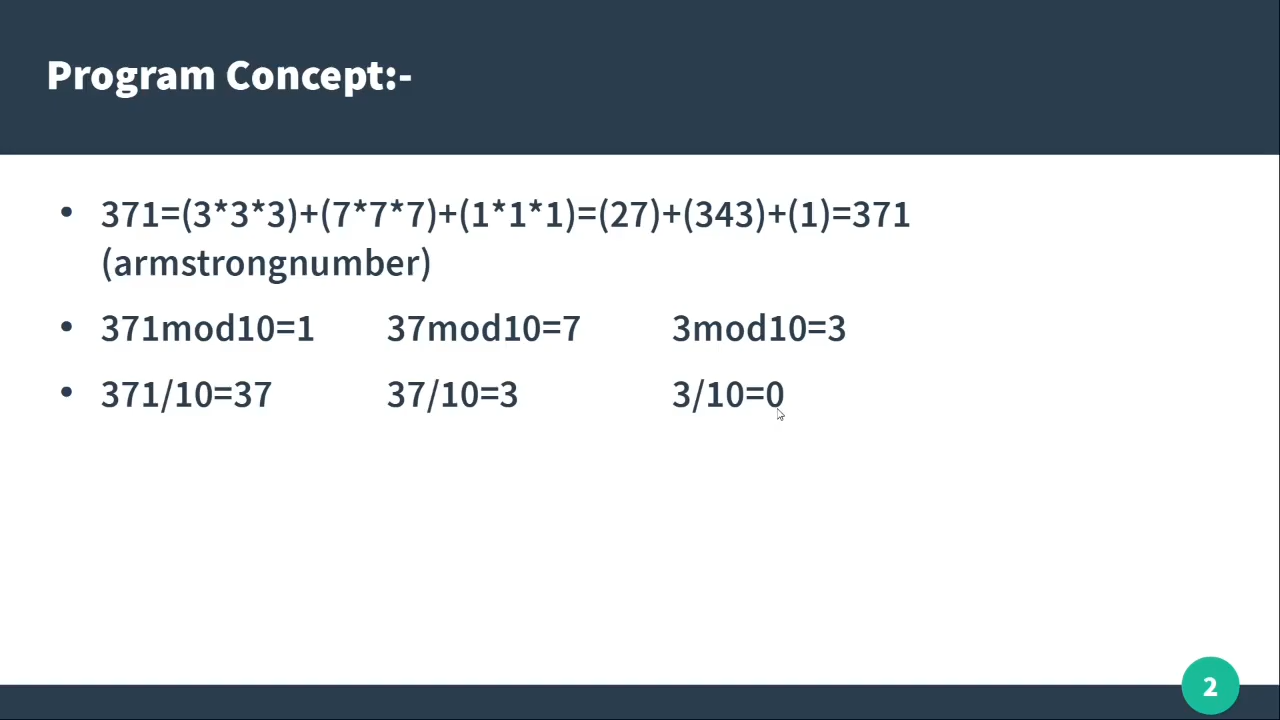 Program Concept:-
• 371=(3*3*3)+(7*7*7)+(1*1*1)=(27)+(343)+(1)=371
(armstrongnumber)
• 371mod10=1 37mod10=7 3mod10=3
• 371/10=37 37/10=3 3/10=0
2